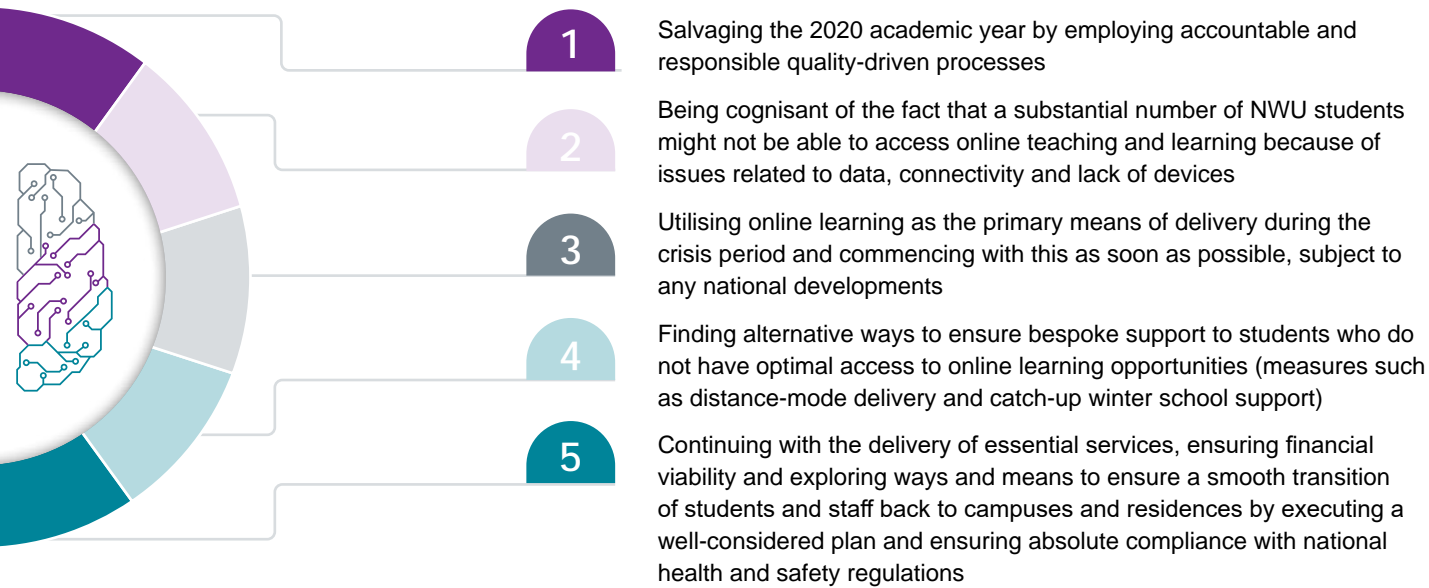 1
Salvaging the 2020 academic year by employing accountable and
responsible quality-driven processes
2
Being cognisant of the fact that a substantial number of NWU students
might not be able to access online teaching and learning because of
issues related to data, connectivity and lack of devices
3
Utilising online learning as the primary means of delivery during the
crisis period and commencing with this as soon as possible, subject to
any national developments
4
Finding alternative ways to ensure bespoke support to students who do
not have optimal access to online learning opportunities (measures such
as distance-mode delivery and catch-up winter school support)
5
Continuing with the delivery of essential services, ensuring financial
viability and exploring ways and means to ensure a smooth transition
of students and staff back to campuses and residences by executing a
well-considered plan and ensuring absolute compliance with national
health and safety regulations